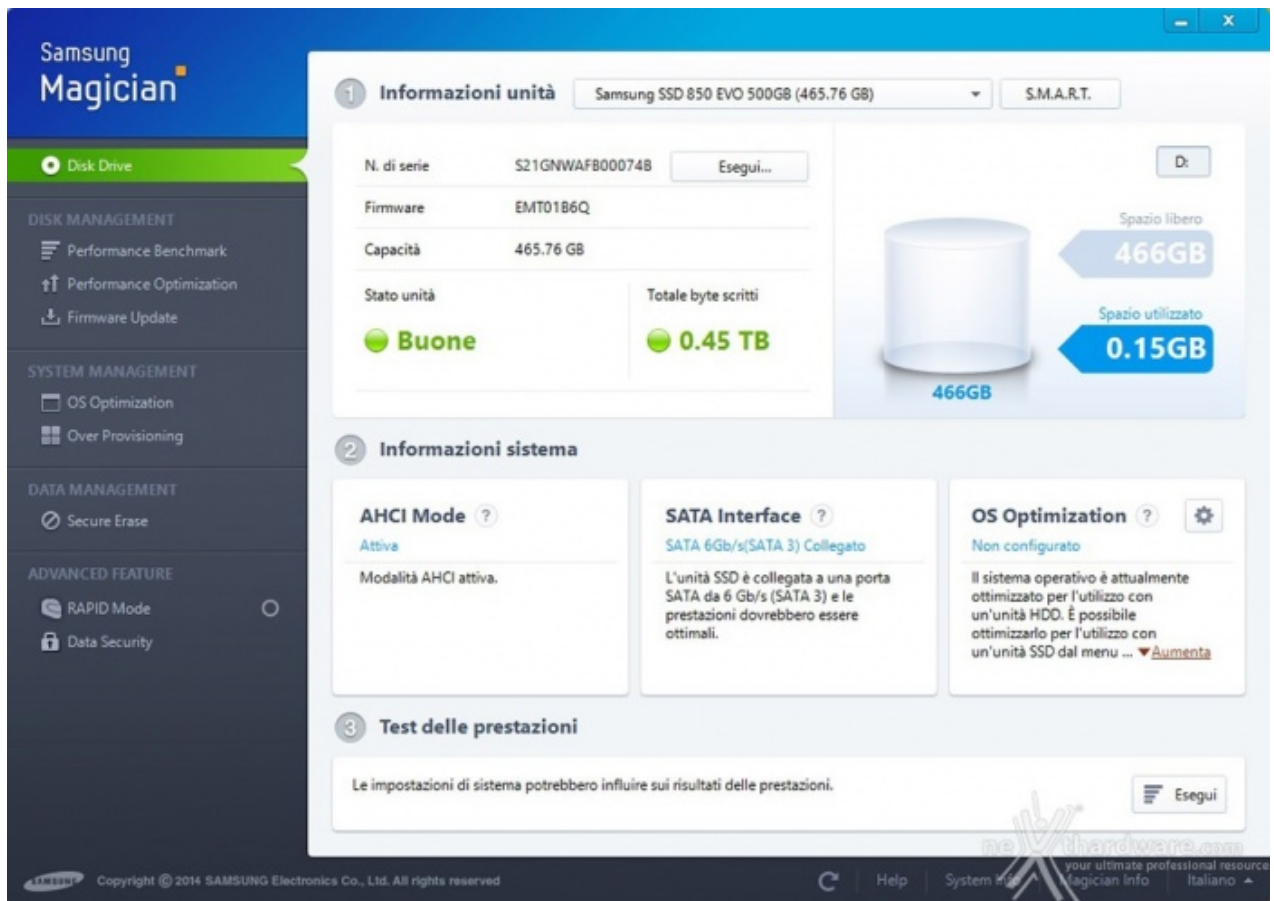 Samsung
Magician
Disk Drive
DISK MANAGEMENT
Performance Benchmark
Performance Optimization
Firmware Update
SYSTEM MANAGEMENT
OS Optimization
Over Provisioning
DATA MANAGEMENT
Secure Erase
ADVANCED FEATURE
RAPID Mode
Data Security
1 Informazioni unità Samsung SSD 850 EVO 500GB (465.76 GB) S.M.A.R.T.
N. di serie S21GNWAFB00074B Esegui...
Firmware EMT01B6Q
Capacità 465.76 GB
Stato unità Totale byte scritti
Buone 0.45 TB
D:
Spazio libero
466GB
Spazio utilizzato
0.15GB
466GB
2 Informazioni sistema
AHCI Mode ?
Attiva
Modalità AHCI attiva.
SATA Interface ?
SATA 6Gb/s(SATA 3) Collegato
L'unità SSD è collegata a una porta
SATA da 6 Gb/s (SATA 3) e le
prestazioni dovrebbero essere
ottimali.
OS Optimization ?
Non configurato
Il sistema operativo è attualmente
ottimizzato per l'utilizzo con
un'unità HDD. È possibile
ottimizzarlo per l'utilizzo con
un'unità SSD dal menu ... Aumenta
3 Test delle prestazioni
Le impostazioni di sistema potrebbero influire sui risultati delle prestazioni. Esegui
nexthardware.com
your ultimate professional resource
SAMSUNG Copyright © 2014 SAMSUNG Electronics Co., Ltd. All rights reserved Help System Info Magician Info Italiano